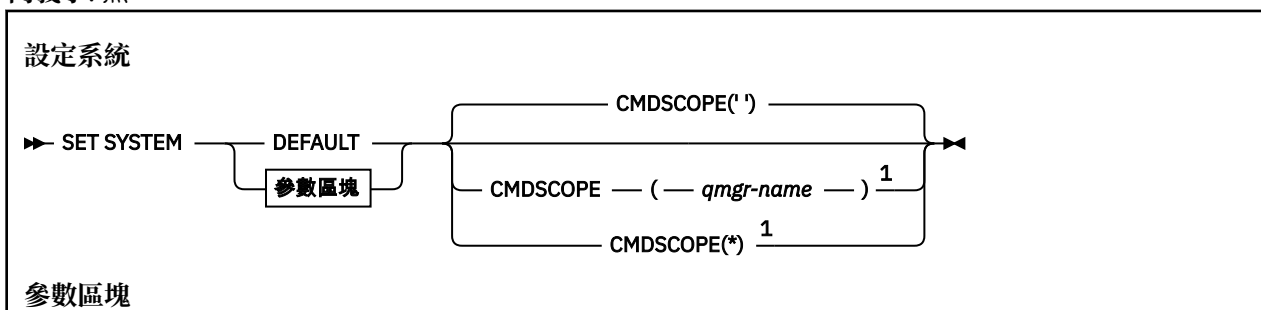 設定系統
CMDSCOPE(' ')
SET SYSTEM DEFAULT
參數區塊
CMDSCOPE ( qmgr-name ) 1
CMDSCOPE(*) 1
參數區塊